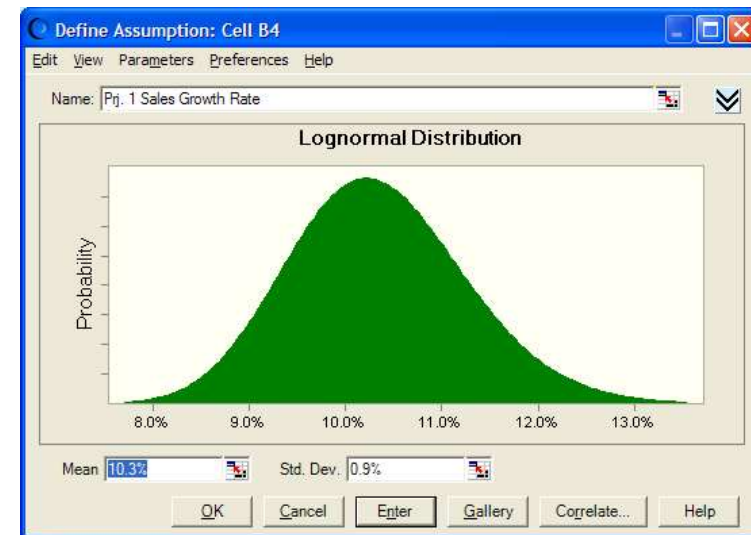 Define Assumption: Cell B4
Edit View Parameters Preferences Help
Name: Prj. 1 Sales Growth Rate
Lognormal Distribution
Probability
8.0% 9.0% 10.0% 11.0% 12.0% 13.0%
Mean 10.3% Std. Dev. 0.9%
OK Cancel Enter Gallery Correlate... Help